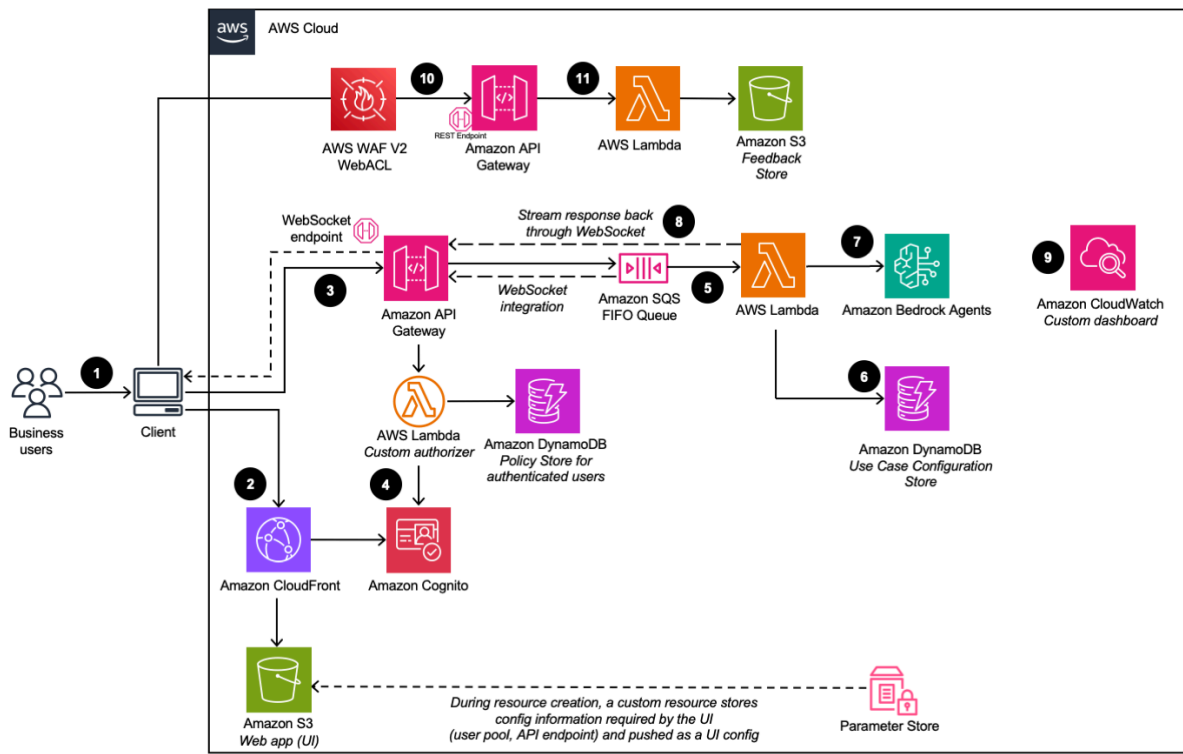 aws
AWS Cloud
10
11
REST Endpoint
AWS WAF V2
WebACL
Amazon API
Gateway
AWS Lambda
Amazon S3
Feedback
Store
WebSocket
endpoint
Stream response back
through WebSocket
8
7
9
3
5
WebSocket
integration
Amazon SQS
FIFO Queue
AWS Lambda
Amazon Bedrock Agents
Amazon CloudWatch
Custom dashboard
Amazon API
Gateway
1
6
Business
users
Client
AWS Lambda
Custom authorizer
Amazon DynamoDB
Policy Store for
authenticated users
Amazon DynamoDB
Use Case Configuration
Store
2
4
Amazon CloudFront
Amazon Cognito
Amazon S3
Web app (UI)
During resource creation, a custom resource stores
config information required by the UI
(user pool, API endpoint) and pushed as a UI config
Parameter Store